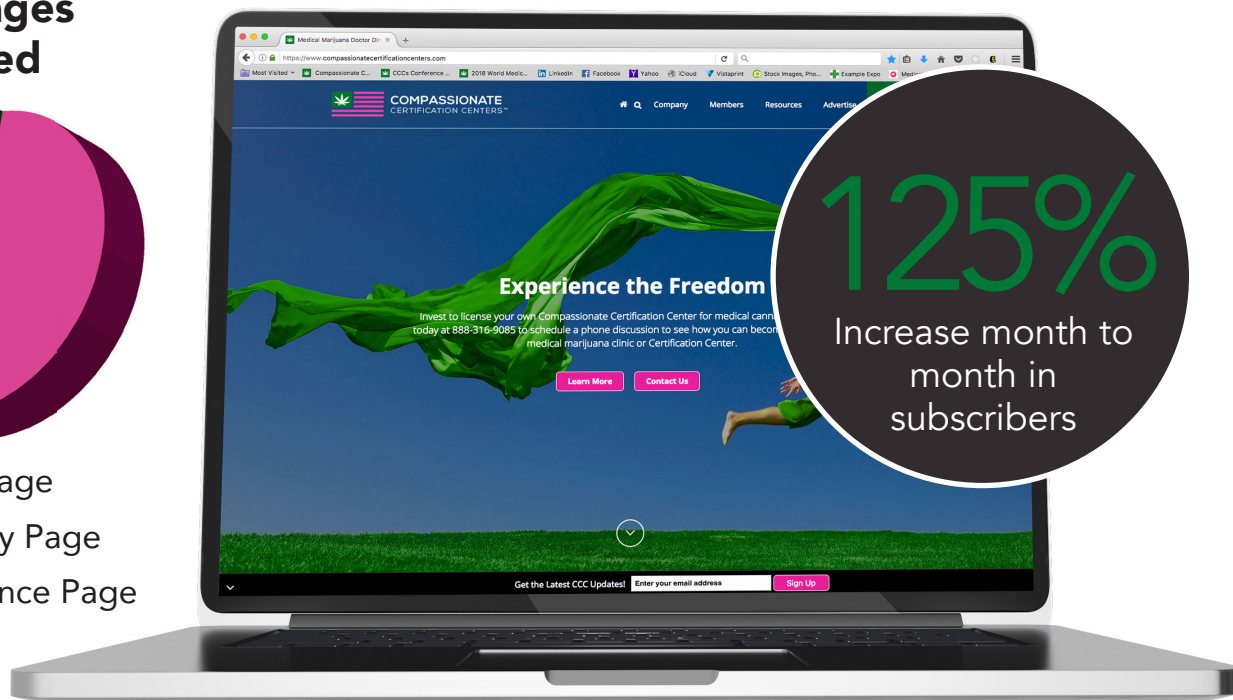 ages
ed
age
y Page
nce Page
Medical Marijuana Doctor Dir
https://www.compassionatecertificationcenters.com
Most Visited
Compassionate C...
CCCs Conference ...
2018 World Medic...
LinkedIn
Facebook
Yahoo
iCloud
Vistaprint
Stock Images, Pho...
Example Expo
COMPASSIONATE
CERTIFICATION CENTERS™
Company
Members
Resources
Advertise
Experience the Freedom
Invest to license your own Compassionate Certification Center for medical cann
today at 888-316-9085 to schedule a phone discussion to see how you can becom
medical marijuana clinic or Certification Center.
Learn More
Contact Us
Get the Latest CCC Updates!
Enter your email address
Sign Up
125%
Increase month to
month in
subscribers